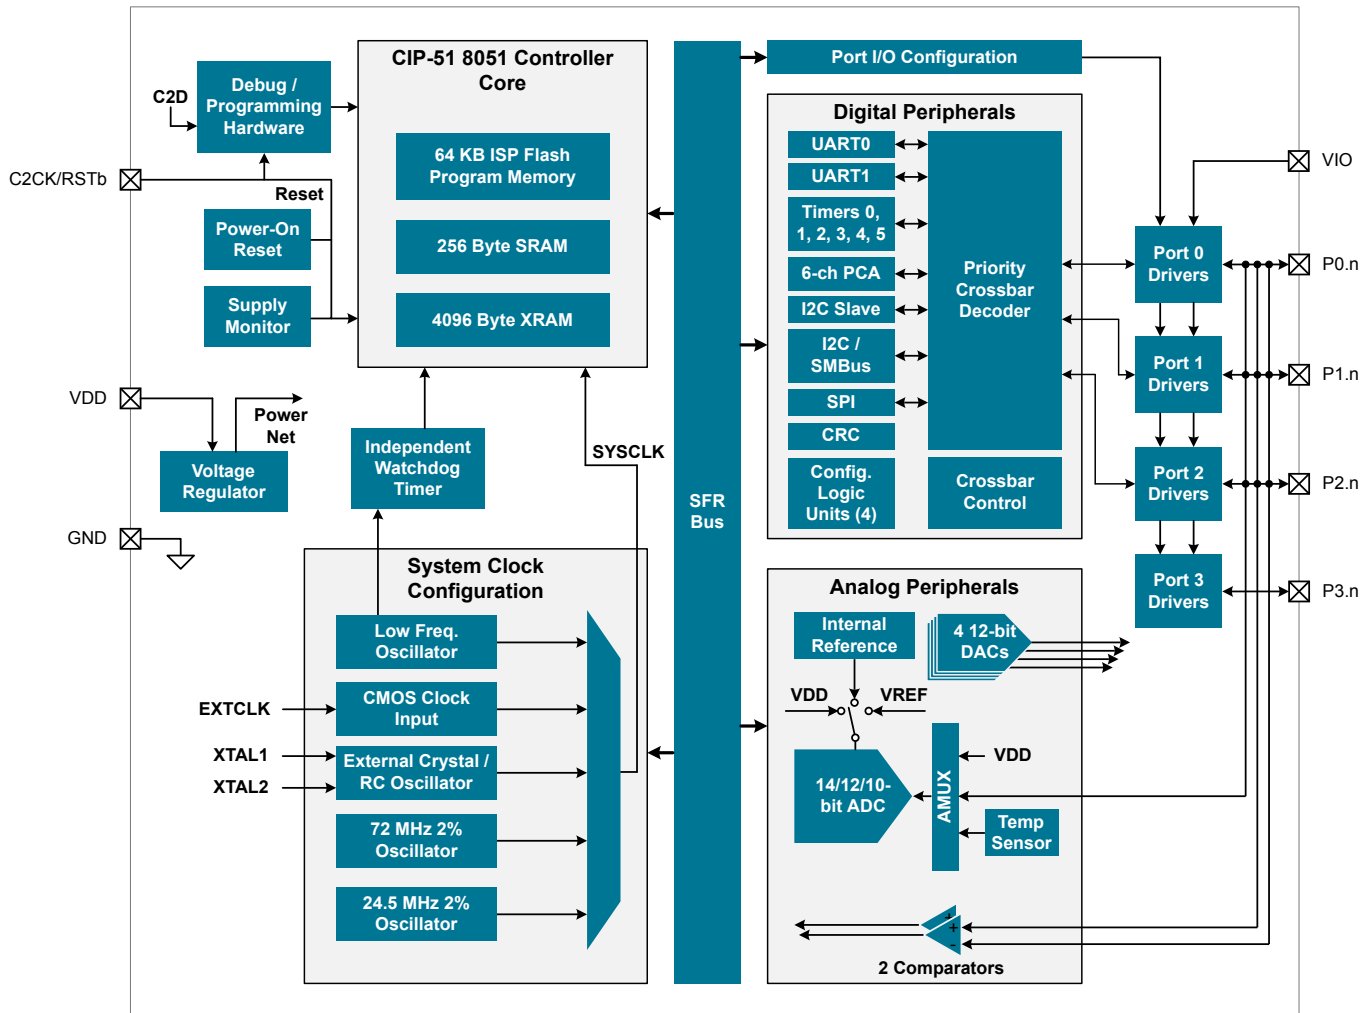 CIP-51 8051 Controller
Core
64 KB ISP Flash
Program Memory
256 Byte SRAM
4096 Byte XRAM
C2D
Debug /
Programming
Hardware
C2CK/RSTb
Reset
Power-On
Reset
Supply
Monitor
VDD
Power
Net
Voltage
Regulator
GND
Independent
Watchdog
Timer
SYSCLK
System Clock
Configuration
Low Freq.
Oscillator
EXTCLK
CMOS Clock
Input
XTAL1
XTAL2
External Crystal /
RC Oscillator
72 MHz 2%
Oscillator
24.5 MHz 2%
Oscillator
SFR
Bus
Port I/O Configuration
Digital Peripherals
UART0
UART1
Timers 0,
1, 2, 3, 4, 5
6-ch PCA
I2C Slave
I2C /
SMBus
SPI
CRC
Config.
Logic
Units (4)
Priority
Crossbar
Decoder
Crossbar
Control
Analog Peripherals
Internal
Reference
4 12-bit
DACs
VDD
VREF
14/12/10-
bit ADC
AMUX
VDD
Temp
Sensor
+
+
-
2 Comparators
VIO
Port 0
Drivers
P0.n
Port 1
Drivers
P1.n
Port 2
Drivers
P2.n
Port 3
Drivers
P3.n